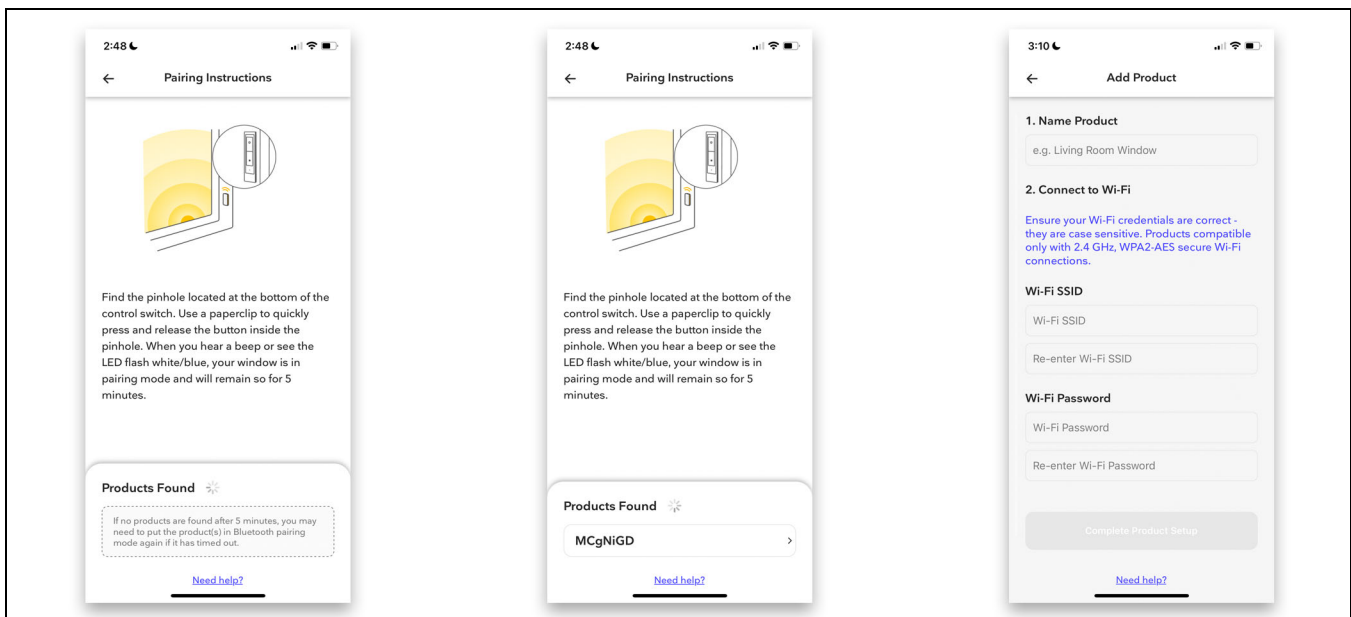 2:48
Pairing Instructions
Find the pinhole located at the bottom of the
control switch. Use a paperclip to quickly
press and release the button inside the
pinhole. When you hear a beep or see the
LED flash white/blue, your window is in
pairing mode and will remain so for 5
minutes.
Products Found
If no products are found after 5 minutes, you may
need to put the product(s) in Bluetooth pairing
mode again if it has timed out.
Need help?
2:48
Pairing Instructions
Find the pinhole located at the bottom of the
control switch. Use a paperclip to quickly
press and release the button inside the
pinhole. When you hear a beep or see the
LED flash white/blue, your window is in
pairing mode and will remain so for 5
minutes.
Products Found
MCgNiGD
Need help?
3:10
Add Product
1. Name Product
e.g. Living Room Window
2. Connect to Wi-Fi
Ensure your Wi-Fi credentials are correct -
they are case sensitive. Products compatible
only with 2.4 GHz, WPA2-AES secure Wi-Fi
connections.
Wi-Fi SSID
Wi-Fi SSID
Re-enter Wi-Fi SSID
Wi-Fi Password
Wi-Fi Password
Re-enter Wi-Fi Password
Complete Product Setup
Need help?